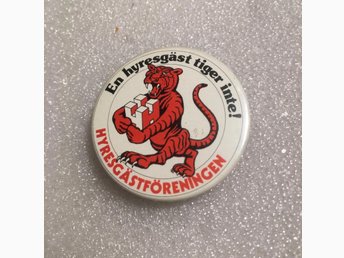 En hyresgäst tiger inte!
HYRESGÄSTFÖRENINGEN